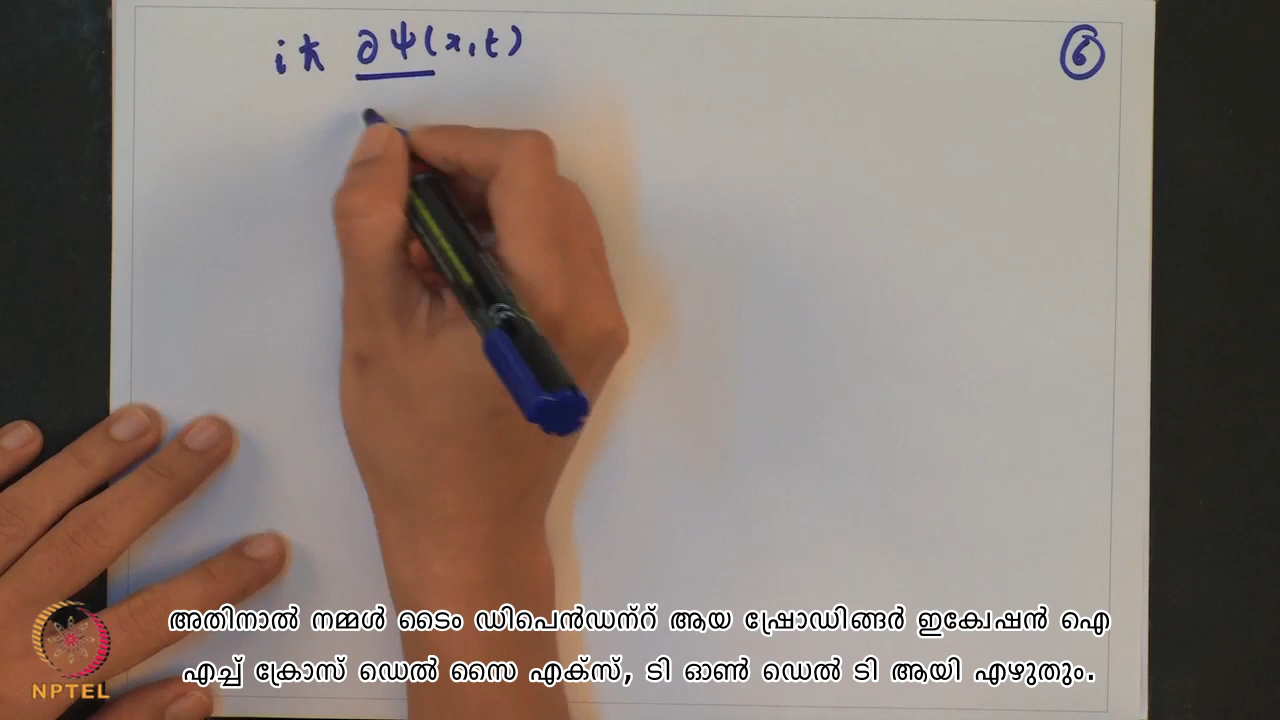 iħ ∂ψ(x,t)
6
അതിനാൽ നമ്മൾ ടൈം ഡിപെൻഡന്റ് ആയ ഷ്രോഡിങ്ങർ ഇക്വേഷൻ ഐ
എച്ച് ക്രോസ് ഡെൽ സൈ എക്സ്, ടി ഓൺ ഡെൽ ടി ആയി എഴുതും.
NPTEL